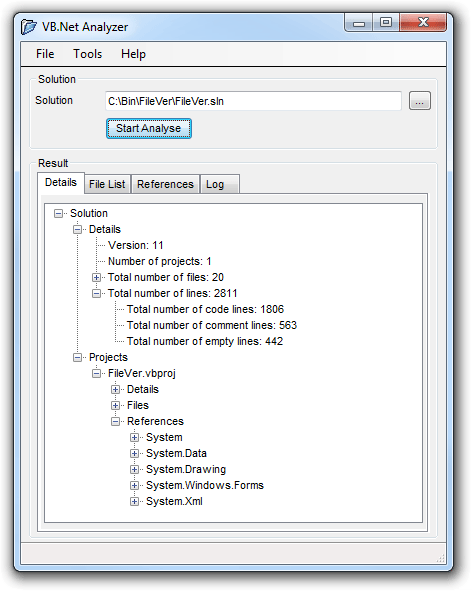 VB.Net Analyzer
File Tools Help
Solution
Solution C:\Bin\FileVer\FileVer.sln ...
Start Analyse
Result
Details File List References Log
Solution
Details
Version: 11
Number of projects: 1
Total number of files: 20
Total number of lines: 2811
Total number of code lines: 1806
Total number of comment lines: 563
Total number of empty lines: 442
Projects
FileVer.vbproj
Details
Files
References
System
System.Data
System.Drawing
System.Windows.Forms
System.Xml